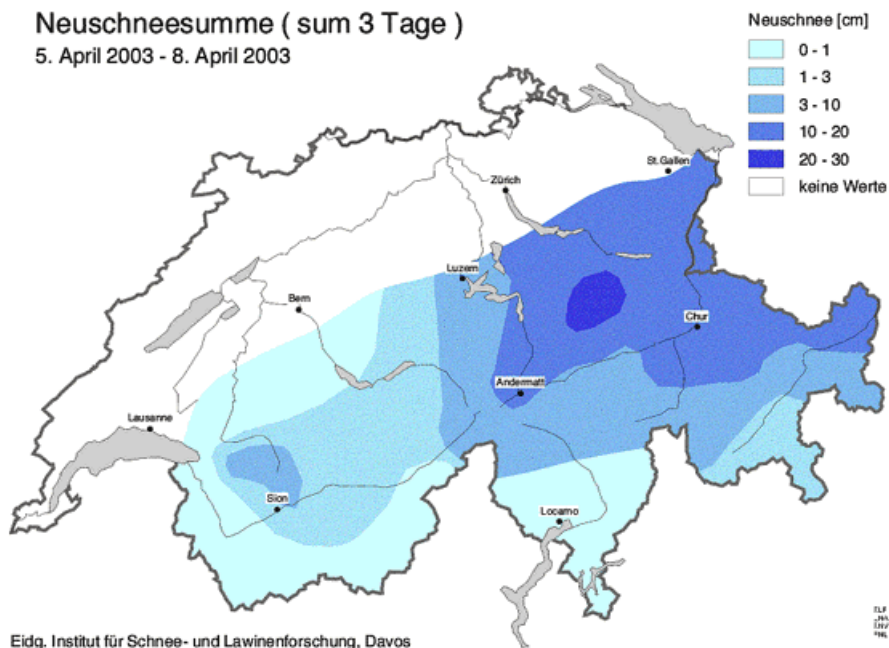 Neuschneesumme ( sum 3 Tage )
5. April 2003 - 8. April 2003
Neuschnee [cm]
0 - 1
1 - 3
3 - 10
10 - 20
20 - 30
keine Werte
St.Gallen
Zürich
Luzern
Bern
Chur
Andermatt
Lausanne
Sion
Locarno
Eidg. Institut für Schnee- und Lawinenforschung, Davos